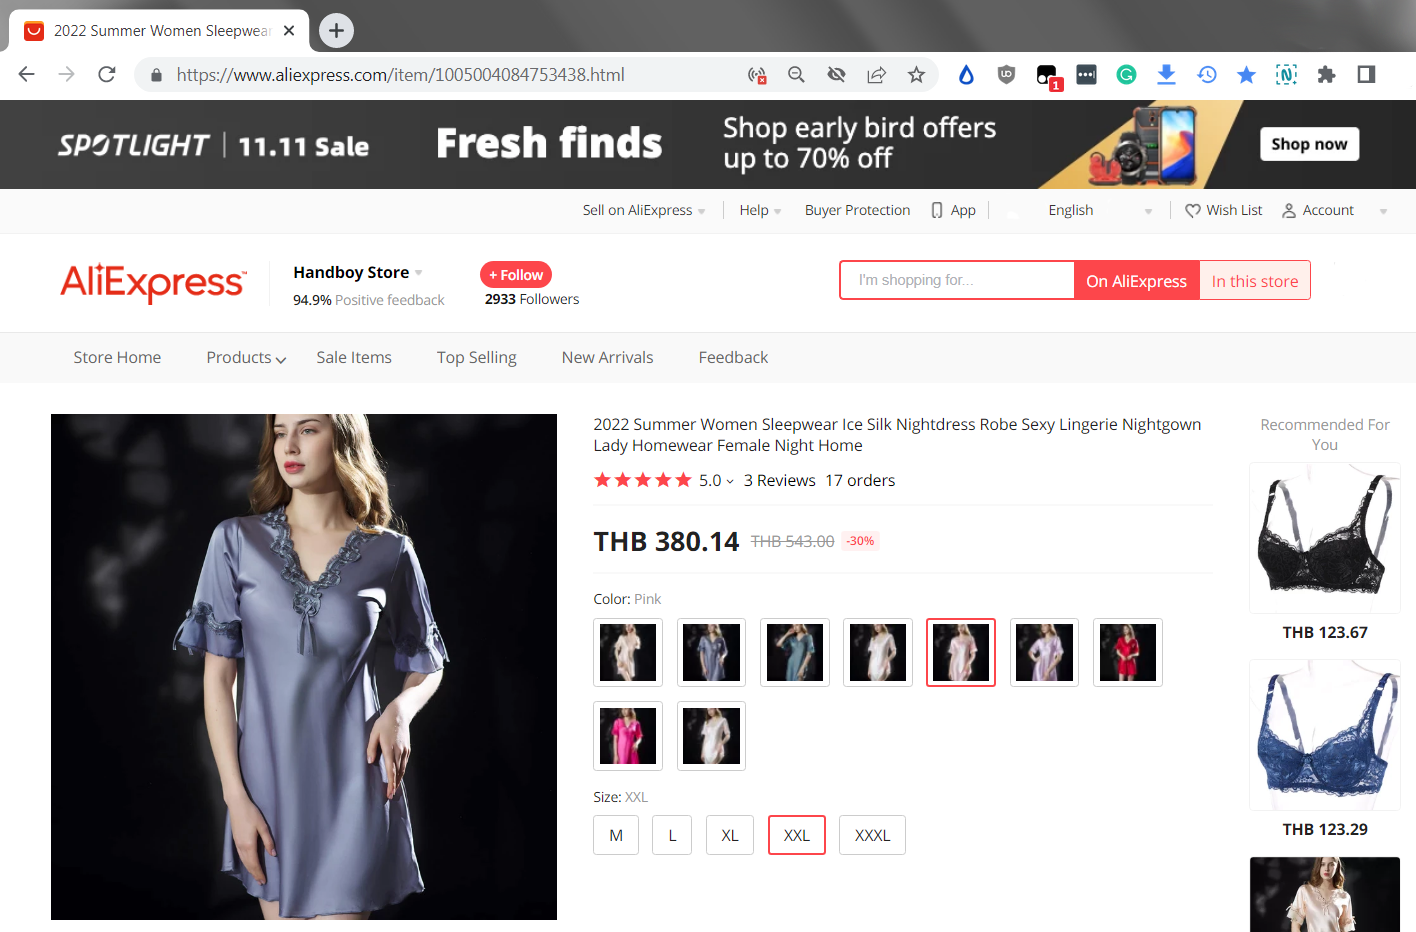 2022 Summer Women Sleepwear
https://www.aliexpress.com/item/1005004084753438.html
1
SPOTLIGHT | 11.11 Sale
Fresh finds
Shop early bird offers
up to 70% off
Shop now
Sell on AliExpress
Help
Buyer Protection
App
English
Wish List
Account
AliExpress™
Handboy Store
94.9% Positive feedback
+ Follow
2933 Followers
I'm shopping for...
On AliExpress
In this store
Store Home
Products
Sale Items
Top Selling
New Arrivals
Feedback
2022 Summer Women Sleepwear Ice Silk Nightdress Robe Sexy Lingerie Nightgown
Lady Homewear Female Night Home
5.0
3 Reviews
17 orders
THB 380.14
THB 543.00
-30%
Color: Pink
Size: XXL
M
L
XL
XXL
XXXL
Recommended For
You
THB 123.67
THB 123.29